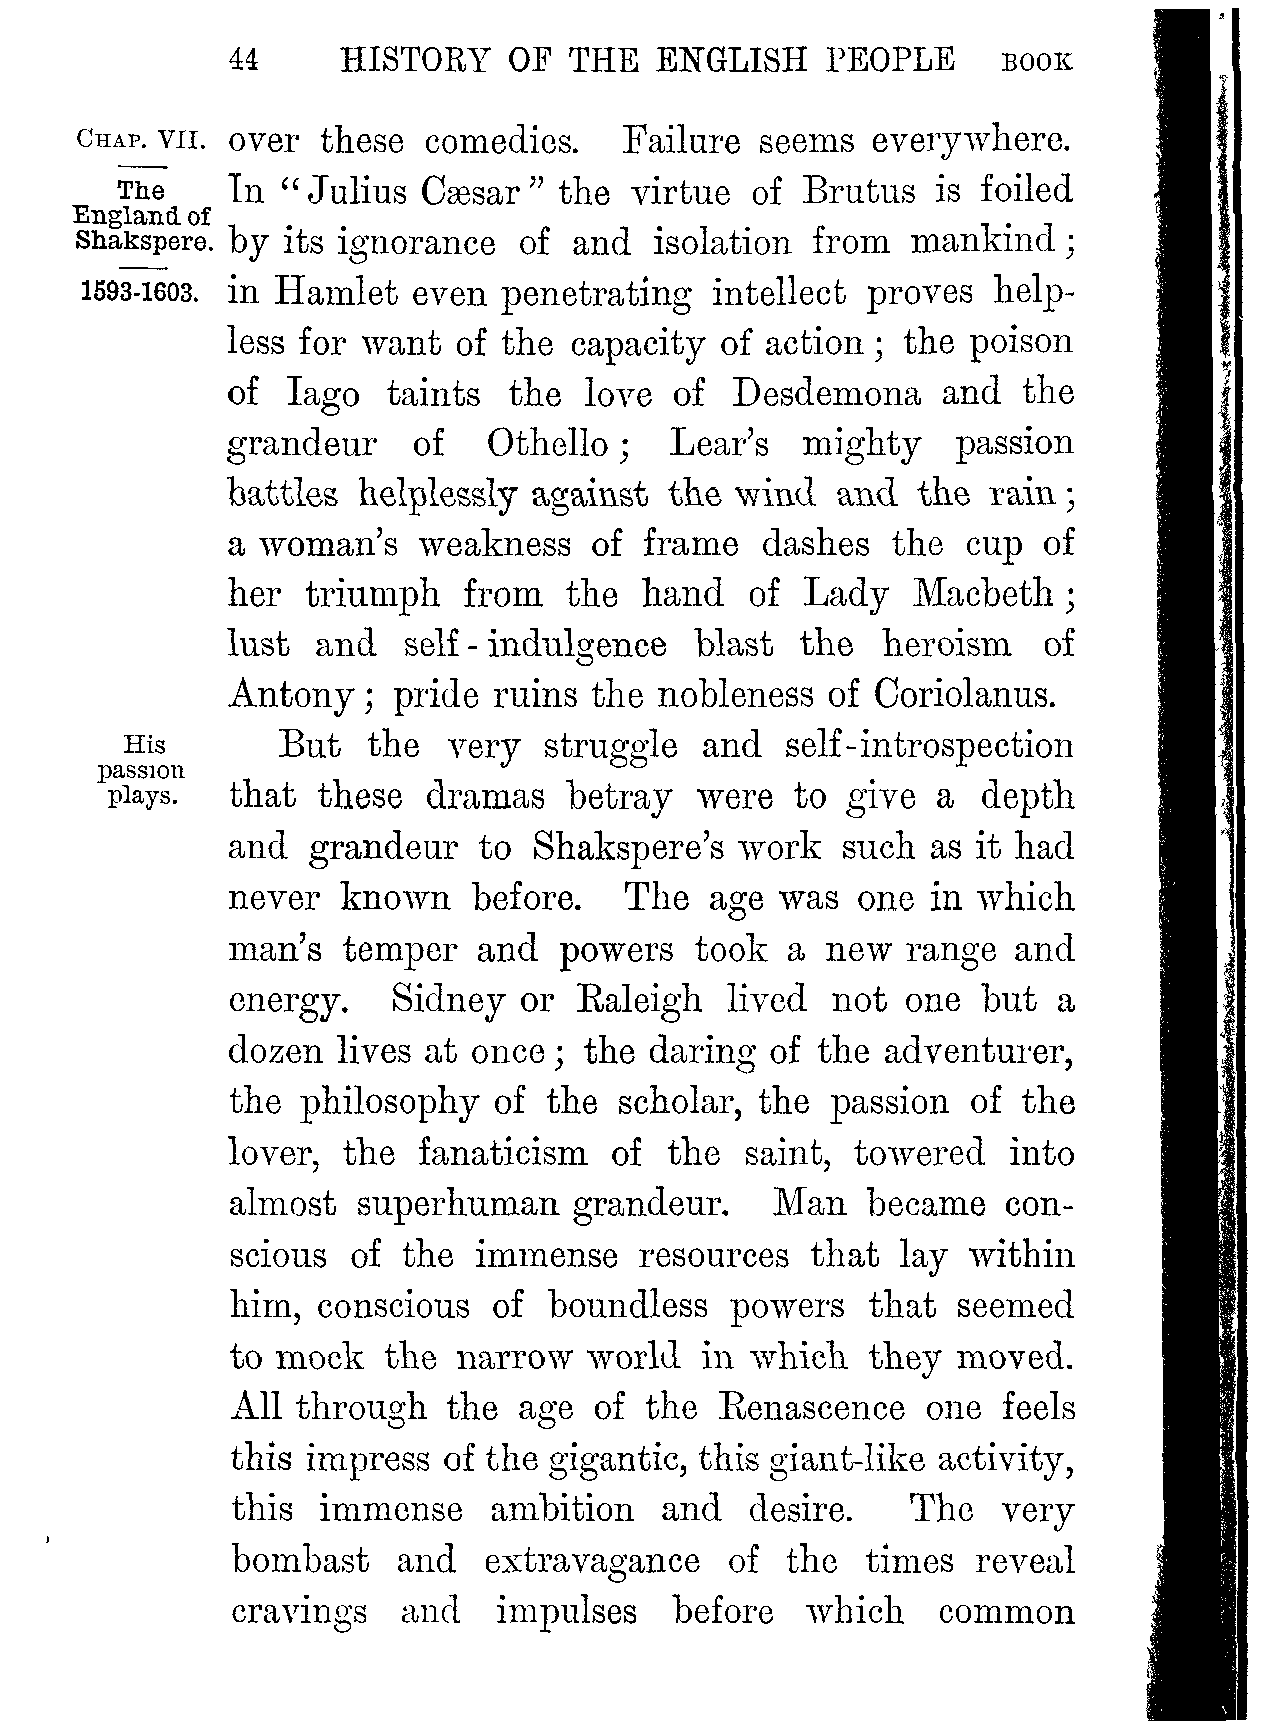 44 HISTORY OF THE ENGLISH PEOPLE BOOK
CHAP. VII.
The
England of
Shakspere.
1593-1603.
over these comedies. Failure seems everywhere.
In “Julius Cæsar” the virtue of Brutus is foiled
by its ignorance of and isolation from mankind;
in Hamlet even penetrating intellect proves help-
less for want of the capacity of action; the poison
of Iago taints the love of Desdemona and the
grandeur of Othello; Lear's mighty passion
battles helplessly against the wind and the rain;
a woman's weakness of frame dashes the cup of
her triumph from the hand of Lady Macbeth;
lust and self-indulgence blast the heroism of
Antony; pride ruins the nobleness of Coriolanus.
His
passion
plays.
But the very struggle and self-introspection
that these dramas betray were to give a depth
and grandeur to Shakspere's work such as it had
never known before. The age was one in which
man's temper and powers took a new range and
energy. Sidney or Raleigh lived not one but a
dozen lives at once; the daring of the adventurer,
the philosophy of the scholar, the passion of the
lover, the fanaticism of the saint, towered into
almost superhuman grandeur. Man became con-
scious of the immense resources that lay within
him, conscious of boundless powers that seemed
to mock the narrow world in which they moved.
All through the age of the Renascence one feels
this impress of the gigantic, this giant-like activity,
this immense ambition and desire. The very
bombast and extravagance of the times reveal
cravings and impulses before which common